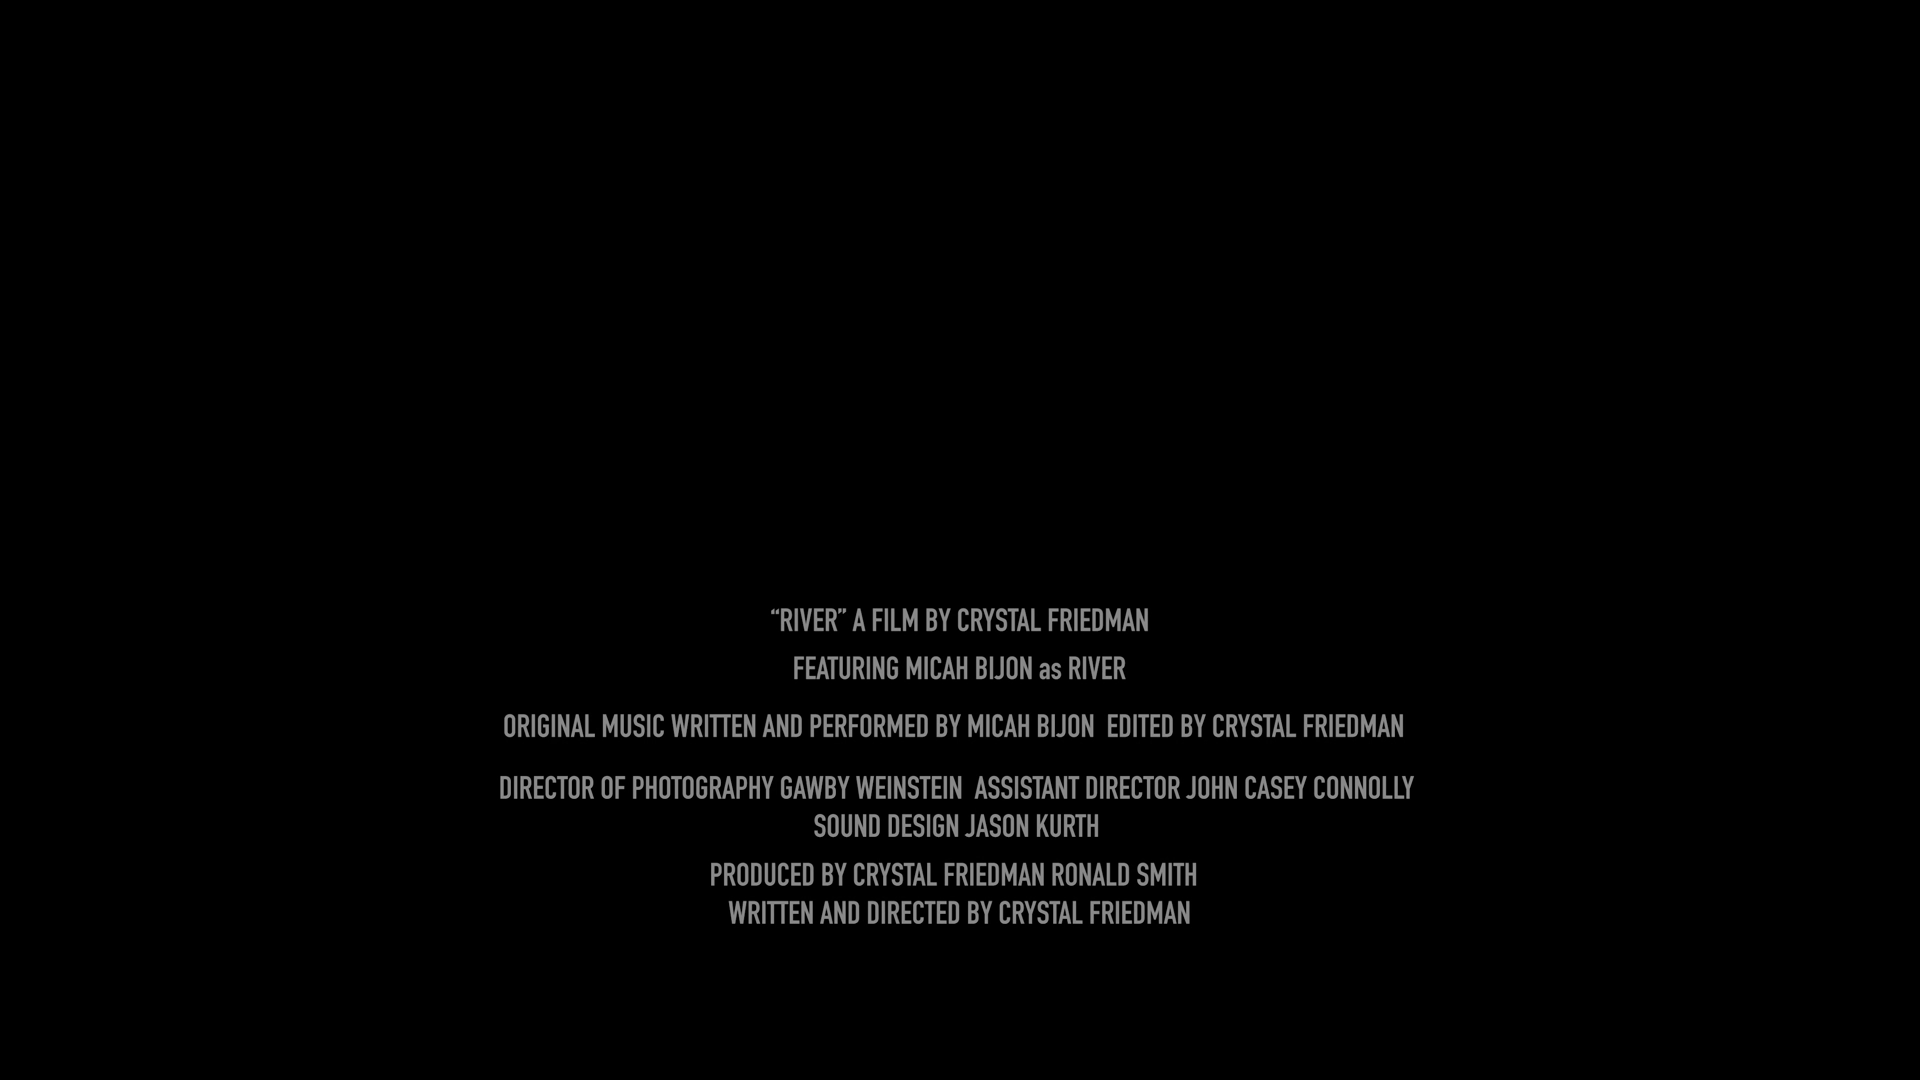 “RIVER” A FILM BY CRYSTAL FRIEDMAN
FEATURING MICAH BIJON as RIVER
ORIGINAL MUSIC WRITTEN AND PERFORMED BY MICAH BIJON  EDITED BY CRYSTAL FRIEDMAN
DIRECTOR OF PHOTOGRAPHY GAWBY WEINSTEIN  ASSISTANT DIRECTOR JOHN CASEY CONNOLLY
SOUND DESIGN JASON KURTH
PRODUCED BY CRYSTAL FRIEDMAN RONALD SMITH
WRITTEN AND DIRECTED BY CRYSTAL FRIEDMAN